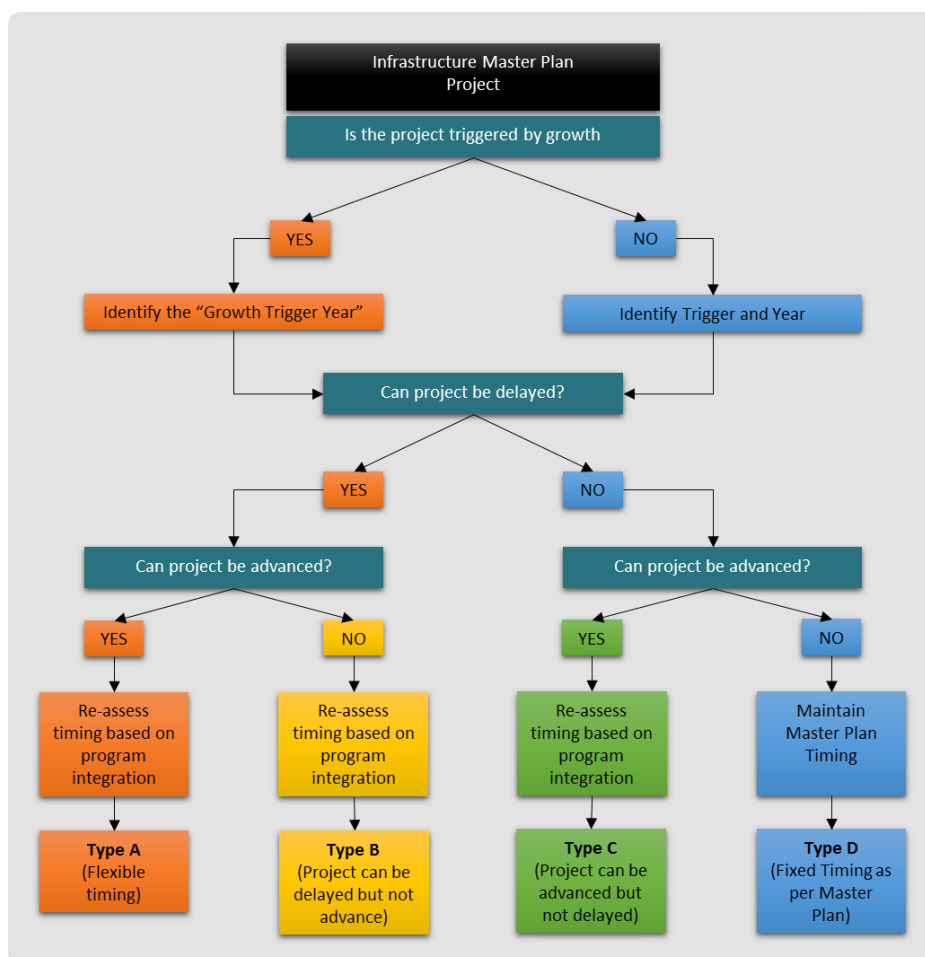 Infrastructure Master Plan
Project
Is the project triggered by growth
YES
NO
Identify the “Growth Trigger Year”
Identify Trigger and Year
Can project be delayed?
YES
NO
Can project be advanced?
Can project be advanced?
YES
NO
YES
NO
Re-assess
timing based on
program
integration
Re-assess
timing based on
program
integration
Re-assess
timing based on
program
integration
Maintain
Master Plan
Timing
Type A
(Flexible
timing)
Type B
(Project can be
delayed but not
advance)
Type C
(Project can be
advanced but
not delayed)
Type D
(Fixed Timing as
per Master
Plan)